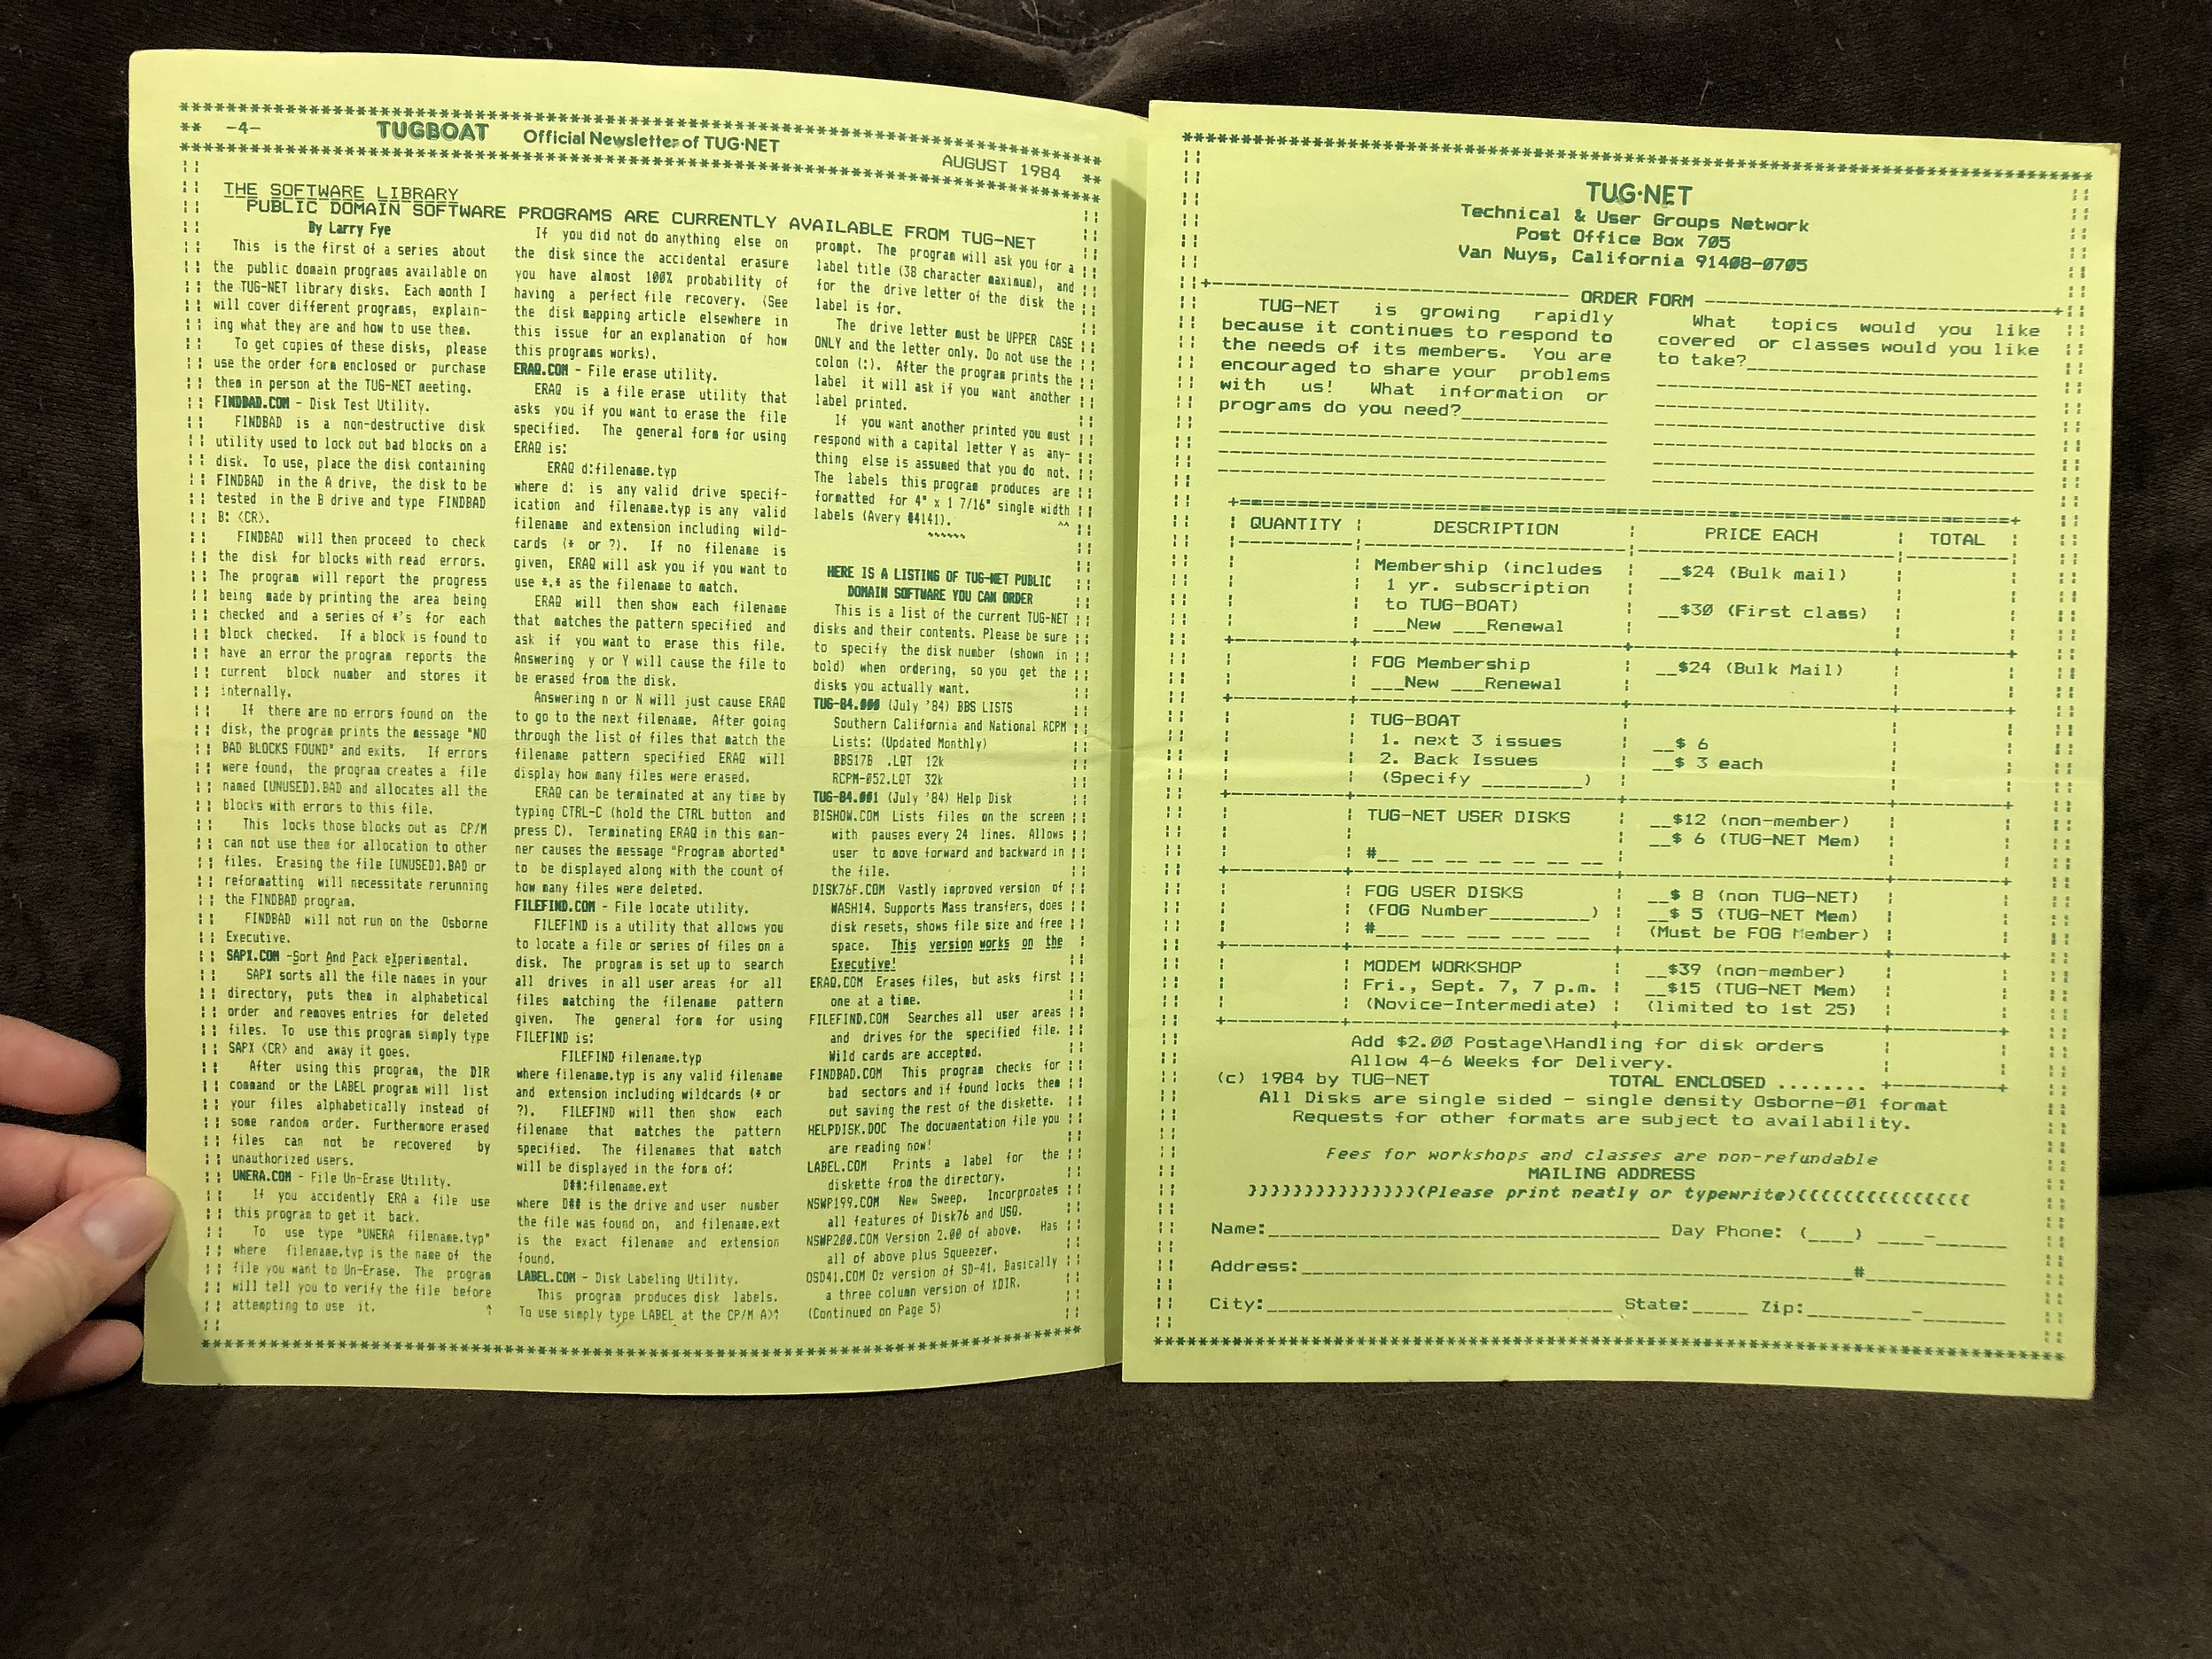 **************************************************
** -4- TUGBOAT Official Newsletter of TUG·NET AUGUST 1984 **
**************************************************
THE SOFTWARE LIBRARY
PUBLIC DOMAIN SOFTWARE PROGRAMS ARE CURRENTLY AVAILABLE FROM TUG-NET
By Larry Fye
This is the first of a series about
the public domain programs available on
the TUG-NET library disks. Each month I
will cover different programs, explain-
ing what they are and how to use them.
To get copies of these disks, please
use the order form enclosed or purchase
them in person at the TUG-NET meeting.
FINDBAD.COM - Disk Test Utility.
FINDBAD is a non-destructive disk
utility used to lock out bad blocks on a
disk. To use, place the disk containing
FINDBAD in the A drive, the disk to be
tested in the B drive and type FINDBAD
B: <CR>.
FINDBAD will then proceed to check
the disk for blocks with read errors.
The program will report the progress
being made by printing the area being
checked and a series of *'s for each
block checked. If a block is found to
have an error the program reports the
current block number and stores it
internally.
If there are no errors found on the
disk, the program prints the message "NO
BAD BLOCKS FOUND" and exits. If errors
were found, the program creates a file
named [UNUSED].BAD and allocates all the
blocks with errors to this file.
This locks those blocks out as CP/M
can not use them for allocation to other
files. Erasing the file [UNUSED].BAD or
reformatting will necessitate rerunning
the FINDBAD program.
FINDBAD will not run on the Osborne
Executive.
SAPX.COM -Sort And Pack eXperimental.
SAPX sorts all the file names in your
directory, puts them in alphabetical
order and removes entries for deleted
files. To use this program simply type
SAPX <CR> and away it goes.
After using this program, the DIR
command or the LABEL program will list
your files alphabetically instead of
some random order. Furthermore erased
files can not be recovered by
unauthorized users.
UNERA.COM - File Un-Erase Utility.
If you accidently ERA a file use
this program to get it back.
To use type "UNERA filename.typ"
where filename.typ is the name of the
file you want to Un-Erase. The program
will tell you to verify the file before
attempting to use it. ^
If you did not do anything else on
the disk since the accidental erasure
you have almost 100% probability of
having a perfect file recovery. (See
the disk mapping article elsewhere in
this issue for an explanation of how
this programs works).
ERAQ.COM - File erase utility.
ERAQ is a file erase utility that
asks you if you want to erase the file
specified. The general form for using
ERAQ is:
ERAQ d:filename.typ
where d: is any valid drive specif-
ication and filename.typ is any valid
filename and extension including wild-
cards (* or ?). If no filename is
given, ERAQ will ask you if you want to
use *.* as the filename to match.
ERAQ will then show each filename
that matches the pattern specified and
ask if you want to erase this file.
Answering y or Y will cause the file to
be erased from the disk.
Answering n or N will just cause ERAQ
to go to the next filename. After going
through the list of files that match the
filename pattern specified ERAQ will
display how many files were erased.
ERAQ can be terminated at any time by
typing CTRL-C (hold the CTRL button and
press C). Terminating ERAQ in this man-
ner causes the message "Program aborted"
to be displayed along with the count of
how many files were deleted.
FILEFIND.COM - File locate utility.
FILEFIND is a utility that allows you
to locate a file or series of files on a
disk. The program is set up to search
all drives in all user areas for all
files matching the filename pattern
given. The general form for using
FILEFIND is:
FILEFIND filename.typ
where filename.typ is any valid filename
and extension including wildcards (* or
?). FILEFIND will then show each
filename that matches the pattern
specified. The filenames that match
will be displayed in the form of:
D##:filename.ext
where D## is the drive and user number
the file was found on, and filename.ext
is the exact filename and extension
found.
LABEL.COM - Disk Labeling Utility.
This program produces disk labels.
To use simply type LABEL at the CP/M A>^
prompt. The program will ask you for a
label title (38 character maximum), and
for the drive letter of the disk the
label is for.
The drive letter must be UPPER CASE
ONLY and the letter only. Do not use the
colon (:). After the program prints the
label it will ask if you want another
label printed.
If you want another printed you must
respond with a capital letter Y as any-
thing else is assumed that you do not.
The labels this program produces are
formatted for 4" x 1 7/16" single width
labels (Avery #4141). ^^
~~~~~~
HERE IS A LISTING OF TUG-NET PUBLIC
DOMAIN SOFTWARE YOU CAN ORDER
This is a list of the current TUG-NET
disks and their contents. Please be sure
to specify the disk number (shown in
bold) when ordering, so you get the
disks you actually want.
TUG-84.000 (July '84) BBS LISTS
Southern California and National RCPM
Lists: (Updated Monthly)
BBS17B .LQT 12k
RCPM-052.LQT 32k
TUG-84.001 (July '84) Help Disk
BISHOW.COM Lists files on the screen
with pauses every 24 lines. Allows
user to move forward and backward in
the file.
DISK76F.COM Vastly improved version of
WASH14. Supports Mass transfers, does
disk resets, shows file size and free
space. This version works on the
Executive!
ERAQ.COM Erases files, but asks first
one at a time.
FILEFIND.COM Searches all user areas
and drives for the specified file.
Wild cards are accepted.
FINDBAD.COM This program checks for
bad sectors and if found locks them
out saving the rest of the diskette.
HELPDISK.DOC The documentation file you
are reading now!
LABEL.COM Prints a label for the
diskette from the directory.
NSWP199.COM New Sweep. Incorproates
all features of Disk76 and USQ.
NSWP200.COM Version 2.00 of above. Has
all of above plus Squeezer.
OSD41.COM Oz version of SD-41. Basically
a three column version of XDIR.
(Continued on Page 5)
TUG·NET
Technical & User Groups Network
Post Office Box 705
Van Nuys, California 91408-0705
ORDER FORM
TUG-NET is growing rapidly
because it continues to respond to
the needs of its members. You are
encouraged to share your problems
with us! What information or
programs do you need?__________
What topics would you like
covered or classes would you like
to take?__________
QUANTITY DESCRIPTION PRICE EACH TOTAL
Membership (includes __$24 (Bulk mail)
1 yr. subscription
to TUG-BOAT) __$30 (First class)
___New ___Renewal
FOG Membership __$24 (Bulk Mail)
___New ___Renewal
TUG-BOAT
1. next 3 issues __$ 6
2. Back Issues __$ 3 each
(Specify _________)
TUG-NET USER DISKS __$12 (non-member)
__$ 6 (TUG-NET Mem)
#__ __ __ __ __ __ __
FOG USER DISKS __$ 8 (non TUG-NET)
(FOG Number_________) __$ 5 (TUG-NET Mem)
#___ ___ ___ ___ ___ (Must be FOG Member)
MODEM WORKSHOP __$39 (non-member)
Fri., Sept. 7, 7 p.m. __$15 (TUG-NET Mem)
(Novice-Intermediate) (limited to 1st 25)
Add $2.00 Postage\Handling for disk orders
Allow 4-6 Weeks for Delivery.
(c) 1984 by TUG-NET TOTAL ENCLOSED ........
All Disks are single sided - single density Osborne-01 format
Requests for other formats are subject to availability.
Fees for workshops and classes are non-refundable
MAILING ADDRESS
)))))))))))))))(Please print neatly or typewrite)((((((((((((((((
Name:__________ Day Phone: (____) ____-______
Address:__________#__________
City:__________ State:_____ Zip:________-______